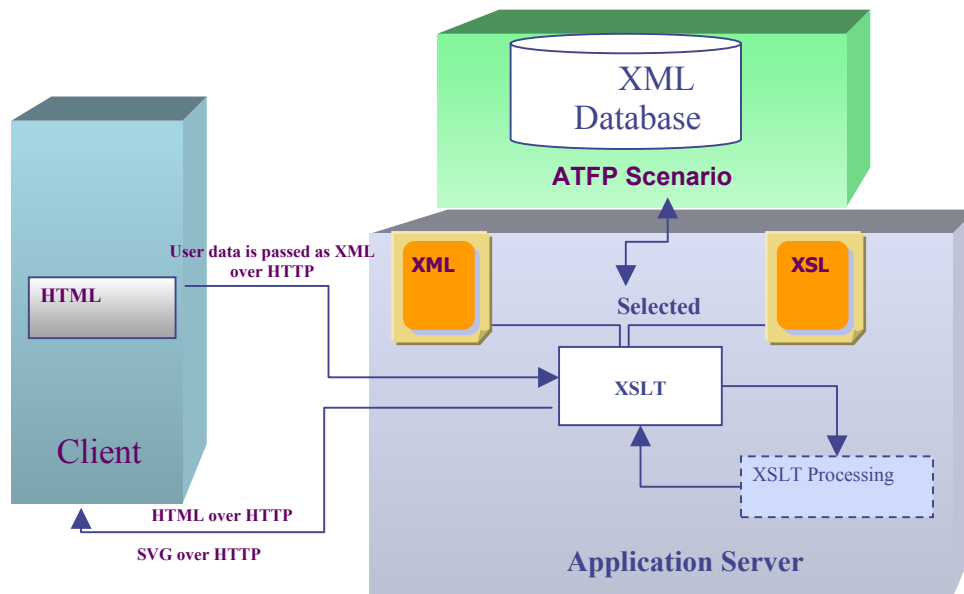 XML
Database
ATFP Scenario
User data is passed as XML
over HTTP
XML
XSL
HTML
Selected
XSLT
Client
XSLT Processing
HTML over HTTP
SVG over HTTP
Application Server